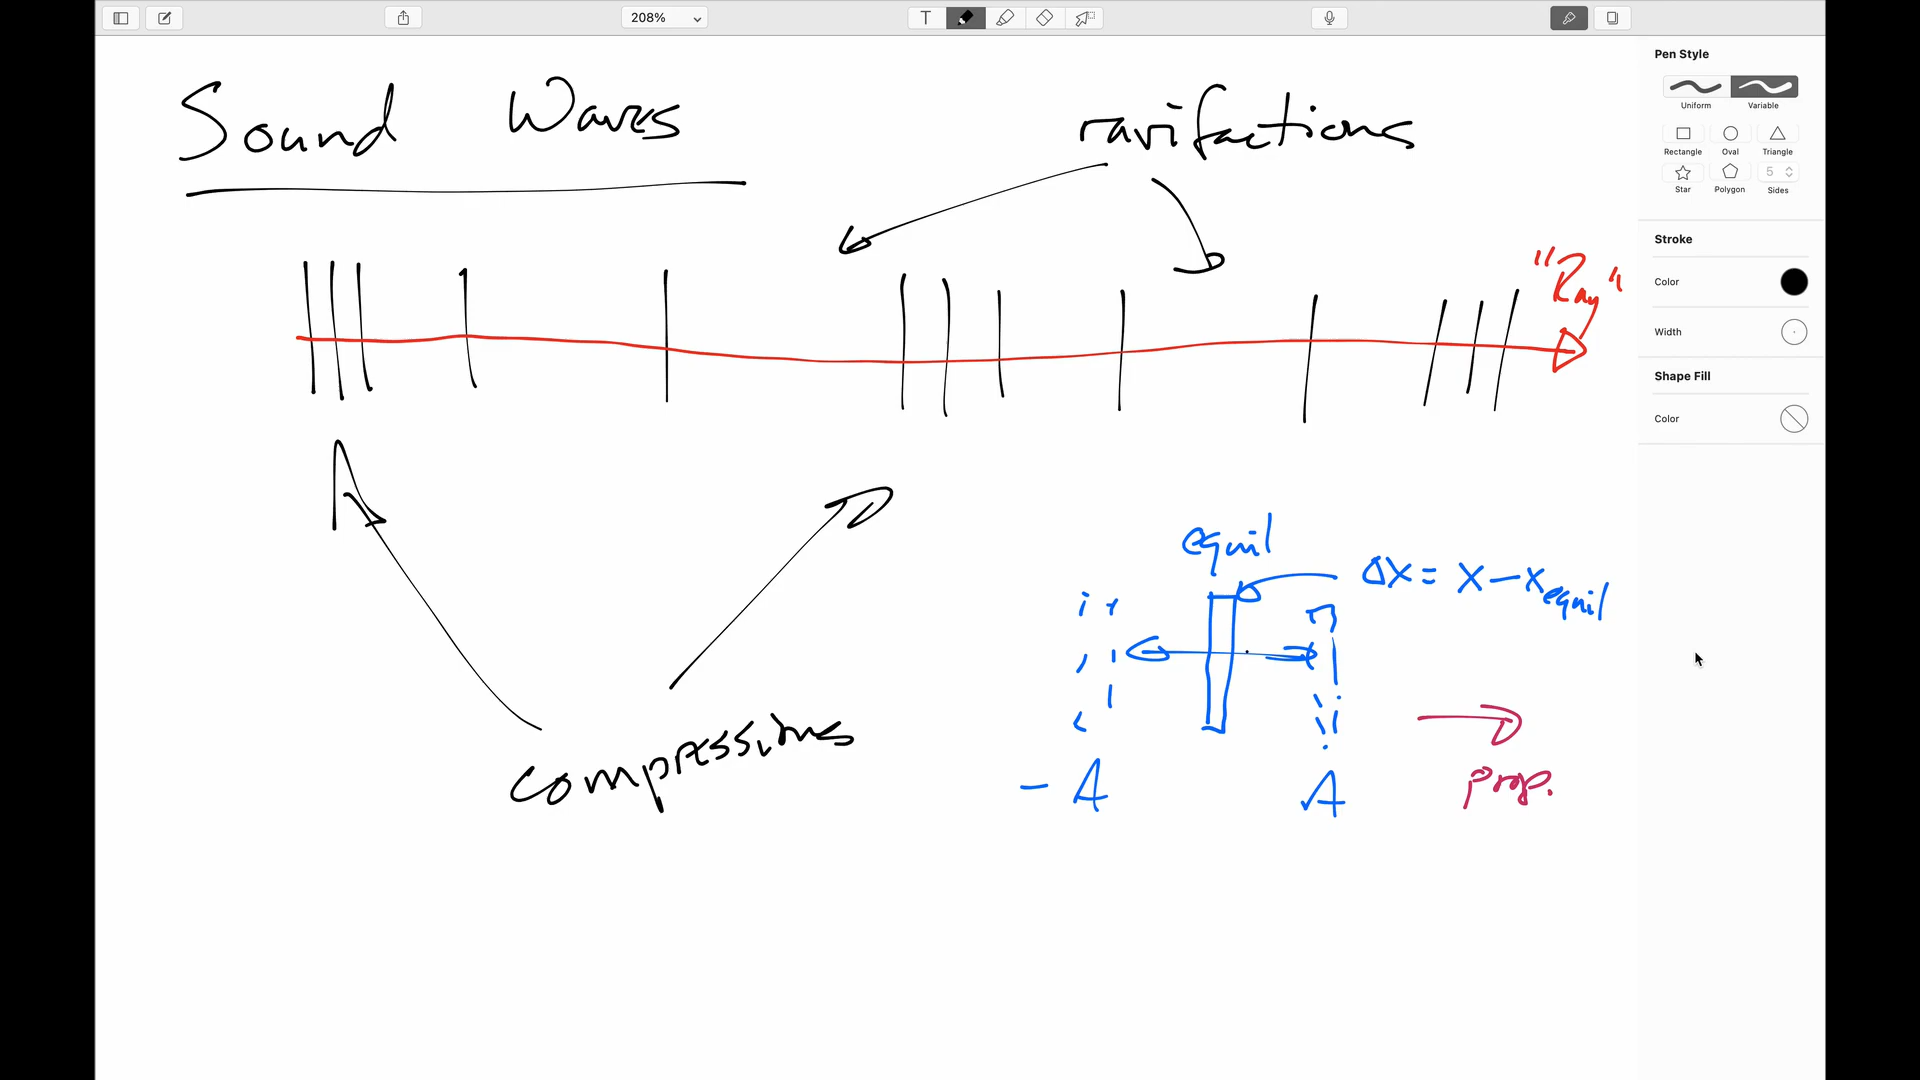 208%
T
Sound Waves
rarifactions
"Ray"
compressions
equil
Δx = x - xequil
- A
A
prop.
Pen Style
Uniform
Variable
Rectangle
Oval
Triangle
Star
Polygon
5
Sides
Stroke
Color
Width
Shape Fill
Color